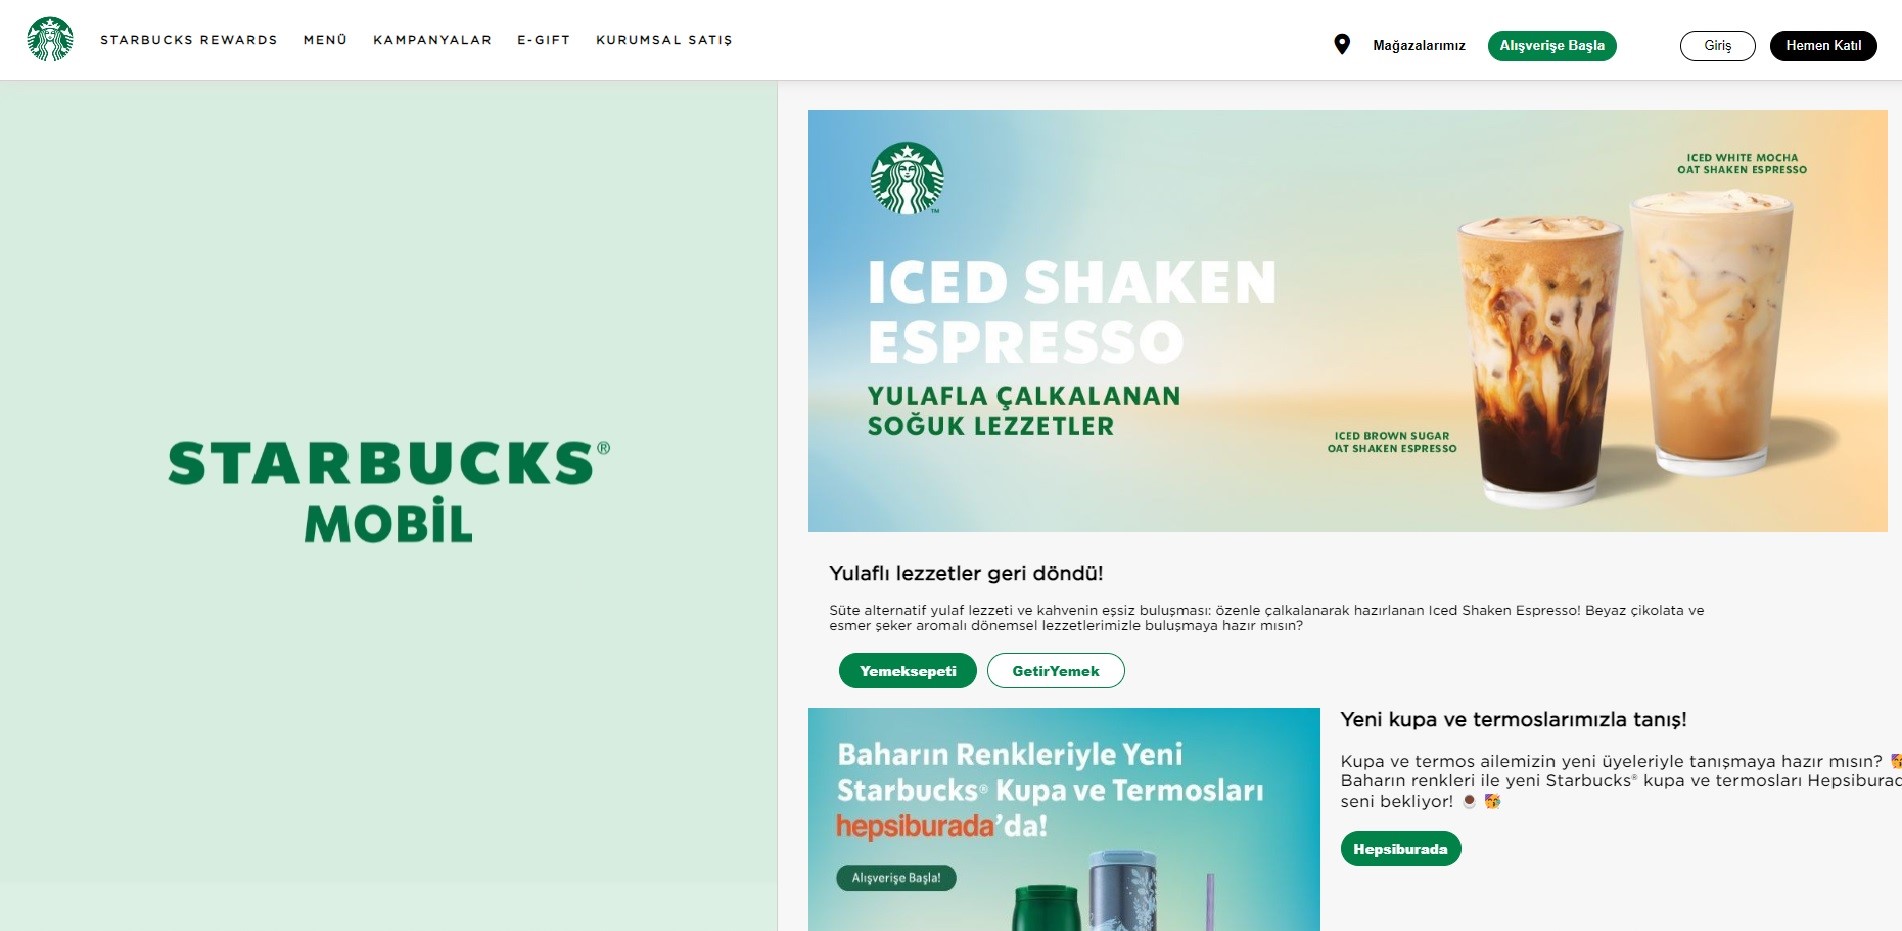 STARBUCKS REWARDS MENÜ KAMPANYALAR E-GIFT KURUMSAL SATIŞ
Mağazalarımız Alışverişe Başla Giriş Hemen Katıl
STARBUCKS®
MOBİL
TM
ICED SHAKEN
ESPRESSO
YULAFLA ÇALKALANAN
SOĞUK LEZZETLER
ICED WHITE MOCHA
OAT SHAKEN ESPRESSO
ICED BROWN SUGAR
OAT SHAKEN ESPRESSO
Yulaflı lezzetler geri döndü!
Süte alternatif yulaf lezzeti ve kahvenin eşsiz buluşması: özenle çalkalanarak hazırlanan Iced Shaken Espresso! Beyaz çikolata ve
esmer şeker aromalı dönemsel lezzetlerimizle buluşmaya hazır mısın?
Yemeksepeti GetirYemek
Baharın Renkleriyle Yeni
Starbucks® Kupa ve Termosları
hepsiburada'da!
Alışverişe Başla!
Yeni kupa ve termoslarımızla tanış!
Kupa ve termos ailemizin yeni üyeleriyle tanışmaya hazır mısın? 🥳
Baharın renkleri ile yeni Starbucks® kupa ve termosları Hepsiburad
seni bekliyor! ☕ 🥳
Hepsiburada